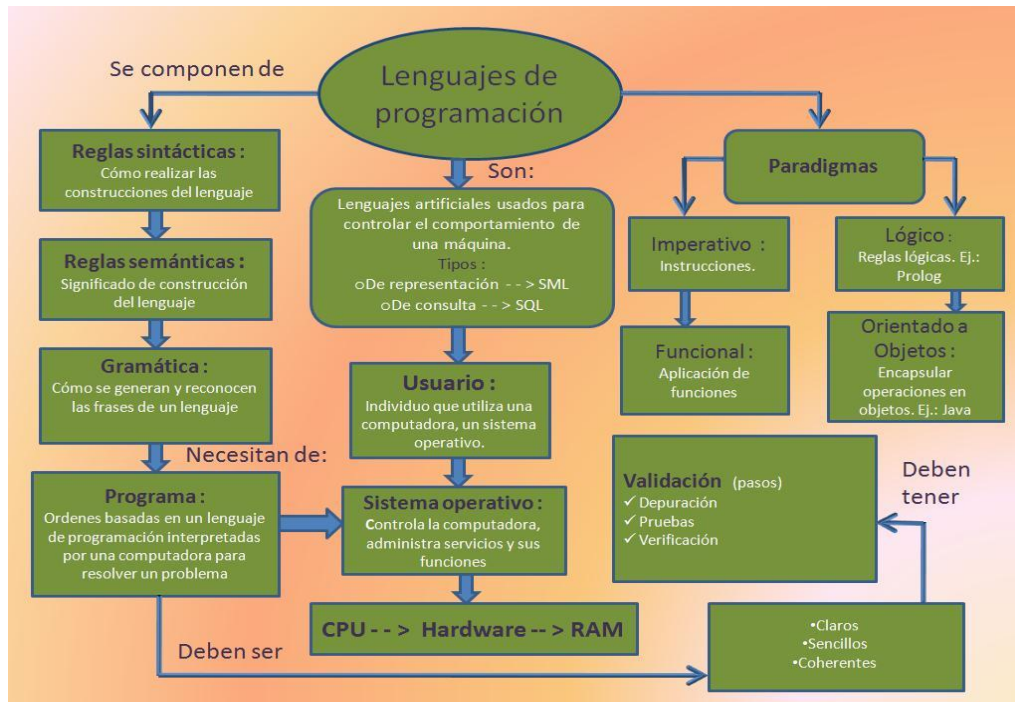 Lenguajes de
programación
Se componen de
Reglas sintácticas :
Cómo realizar las
construcciones del lenguaje
Reglas semánticas :
Significado de construcción
del lenguaje
Gramática :
Cómo se generan y reconocen
las frases de un lenguaje
Necesitan de:
Programa :
Ordenes basadas en un lenguaje
de programación interpretadas
por una computadora para
resolver un problema
Son:
Lenguajes artificiales usados para
controlar el comportamiento de
una máquina.
Tipos :
oDe representación - - > SML
oDe consulta - - > SQL
Usuario :
Individuo que utiliza una
computadora, un sistema
operativo.
Sistema operativo :
Controla la computadora,
administra servicios y sus
funciones
CPU - - > Hardware -- > RAM
Paradigmas
Imperativo :
Instrucciones.
Funcional :
Aplicación de
funciones
Lógico :
Reglas lógicas. Ej.:
Prolog
Orientado a
Objetos :
Encapsular
operaciones en
objetos. Ej.: Java
Validación (pasos)
✓ Depuración
✓ Pruebas
✓ Verificación
Deben
tener
Deben ser
•Claros
•Sencillos
•Coherentes